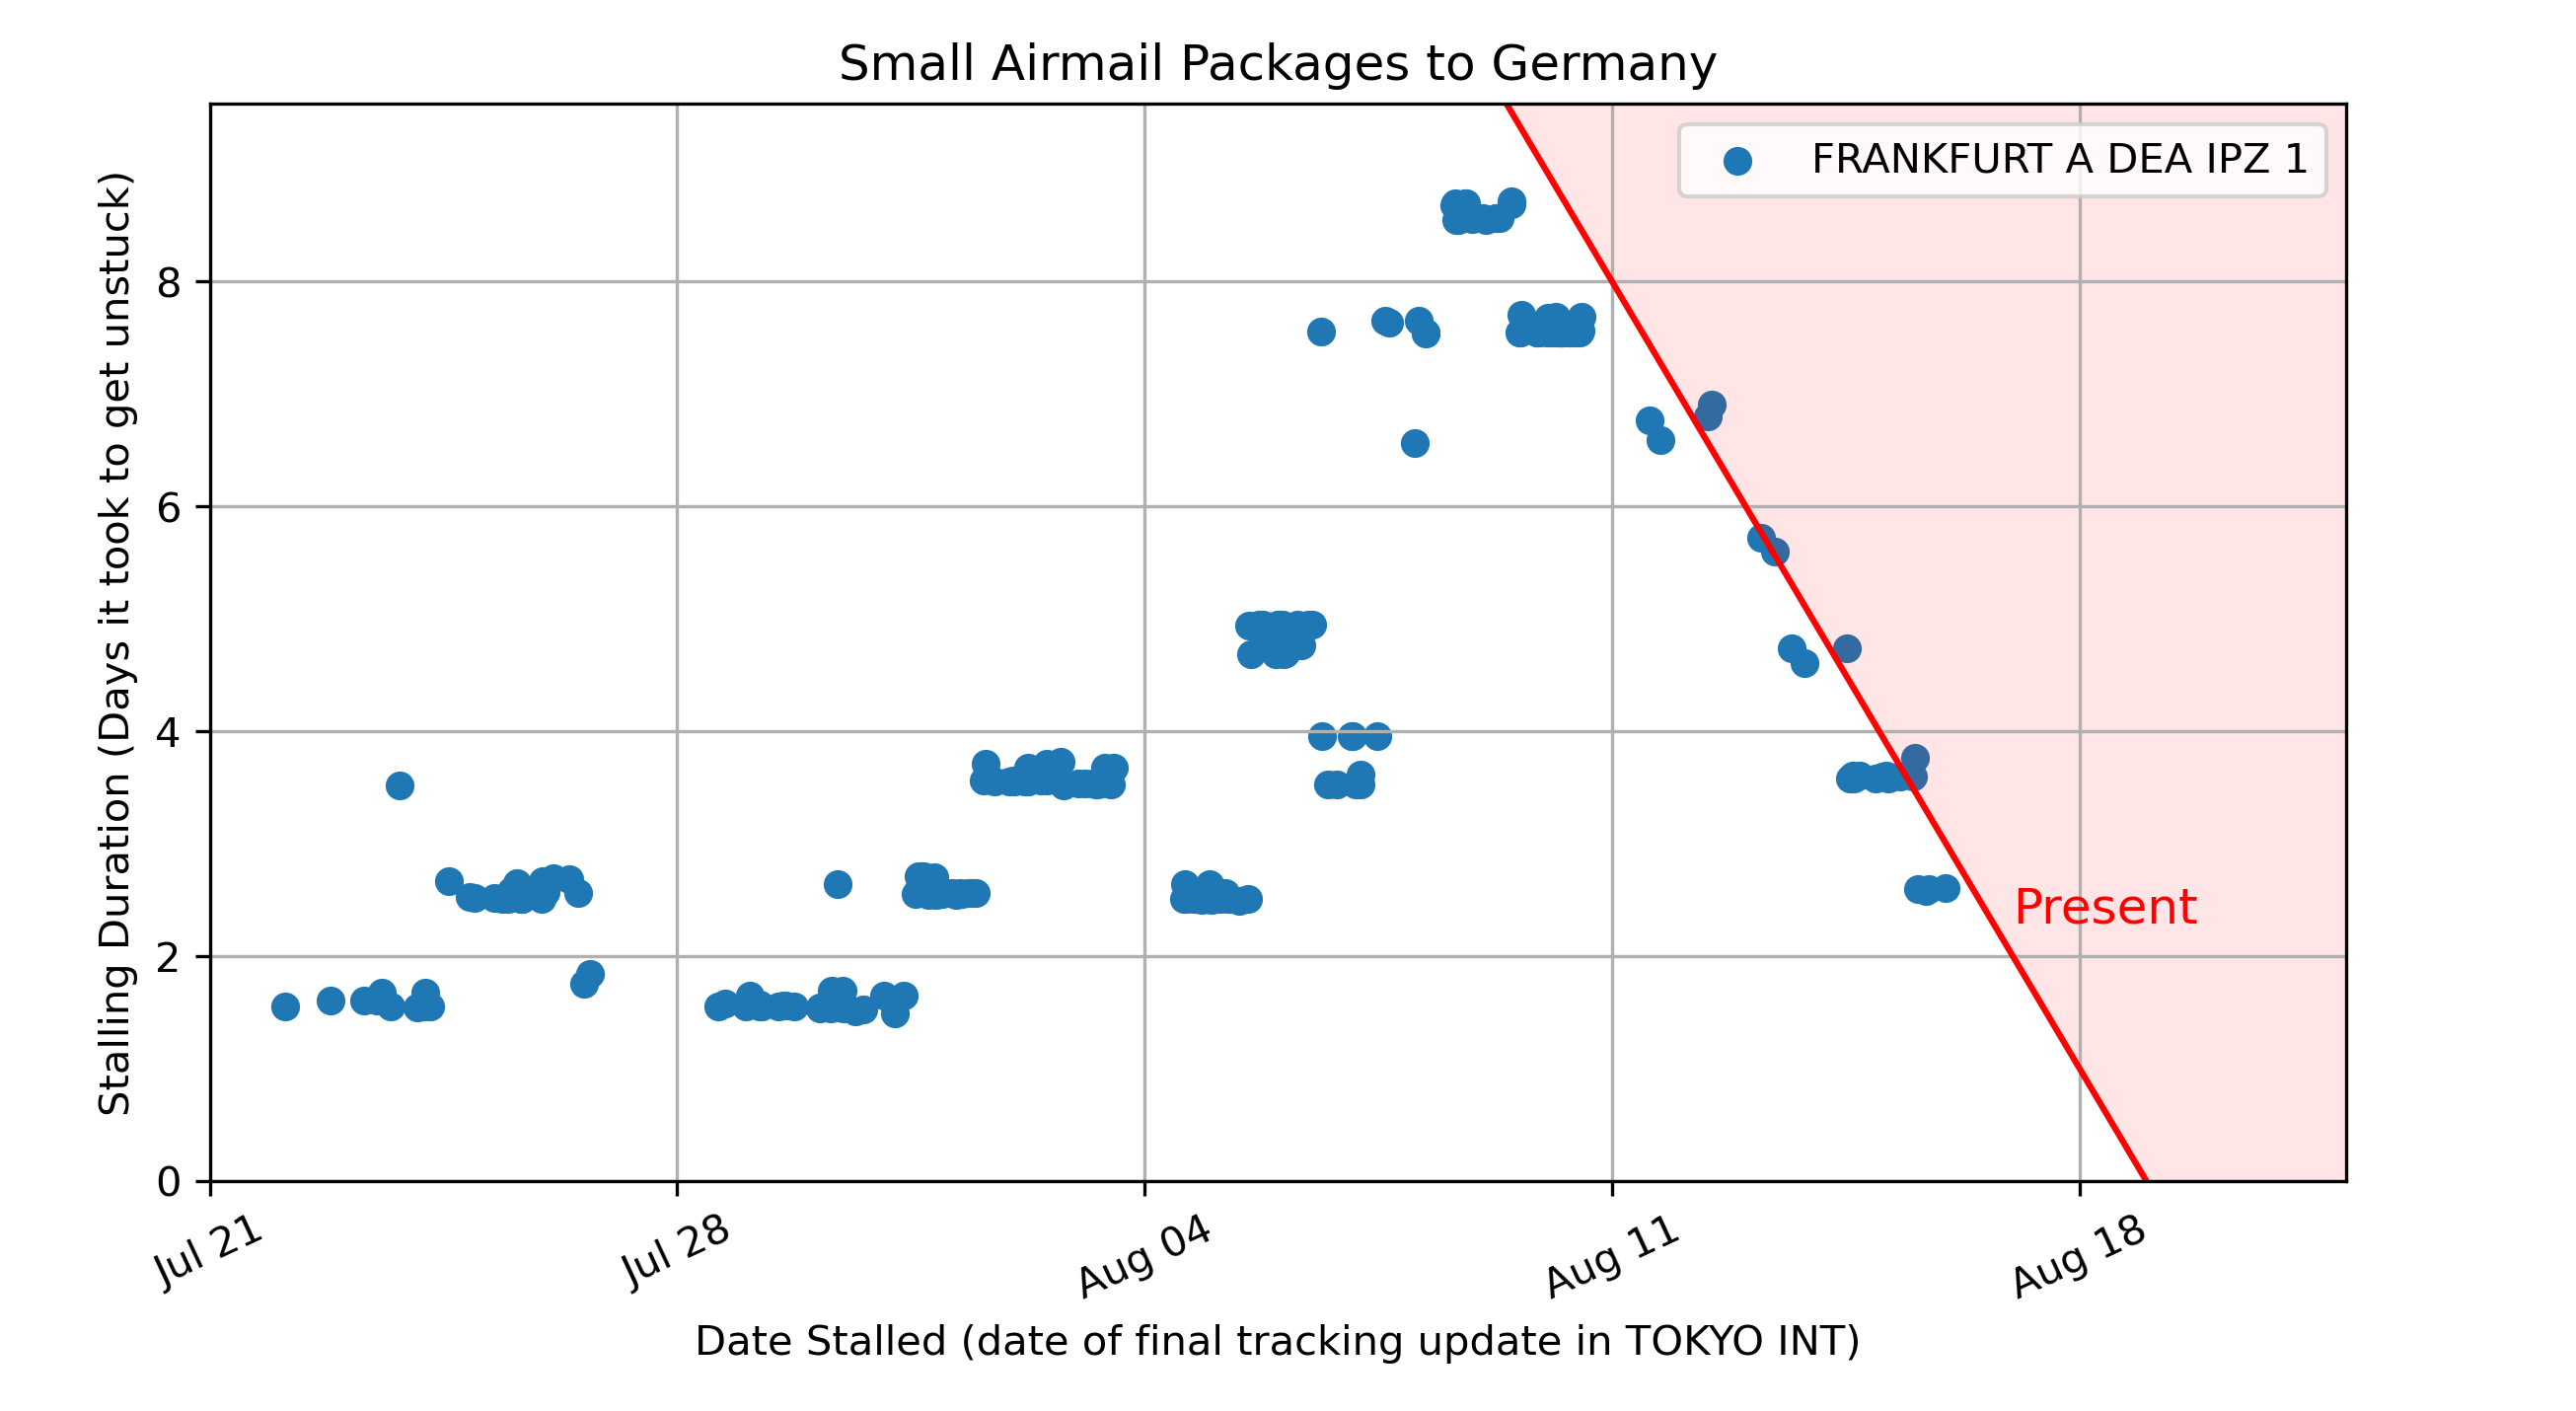 Small Airmail Packages to Germany
FRANKFURT A DEA IPZ 1
Stalling Duration (Days it took to get unstuck)
8
6
4
2
0
Present
Jul 21
Jul 28
Aug 04
Aug 11
Aug 18
Date Stalled (date of final tracking update in TOKYO INT)